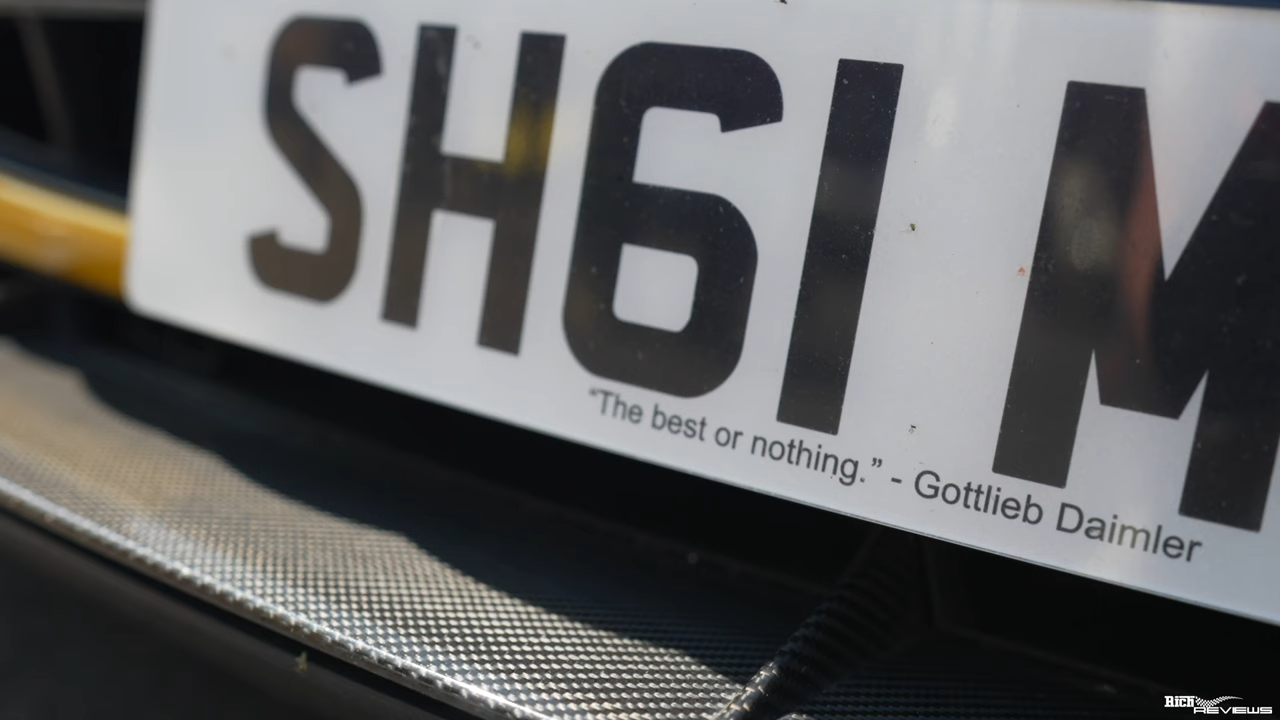 SH61 M
“The best or nothing.” - Gottlieb Daimler
Rich
REVIEWS